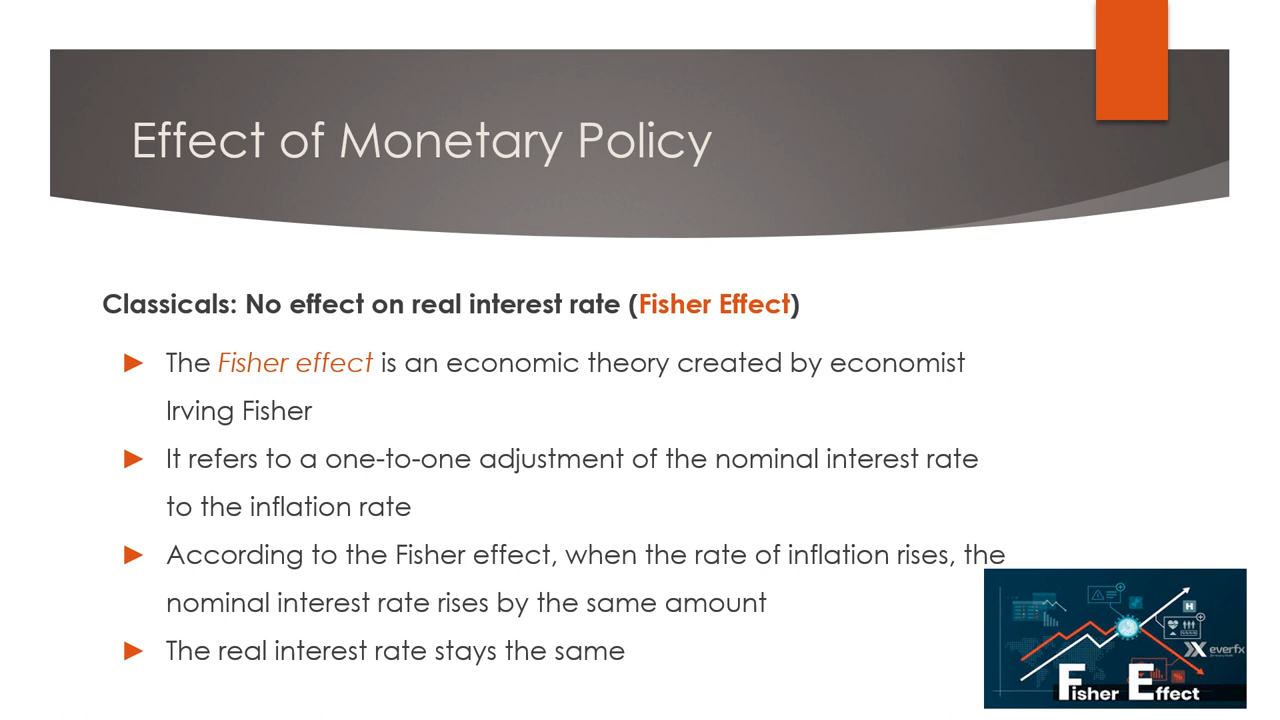 Effect of Monetary Policy
Classicals: No effect on real interest rate (Fisher Effect)
► The Fisher effect is an economic theory created by economist
Irving Fisher
► It refers to a one-to-one adjustment of the nominal interest rate
to the inflation rate
► According to the Fisher effect, when the rate of inflation rises, the
nominal interest rate rises by the same amount
► The real interest rate stays the same
H
everfx
%
Fisher Effect